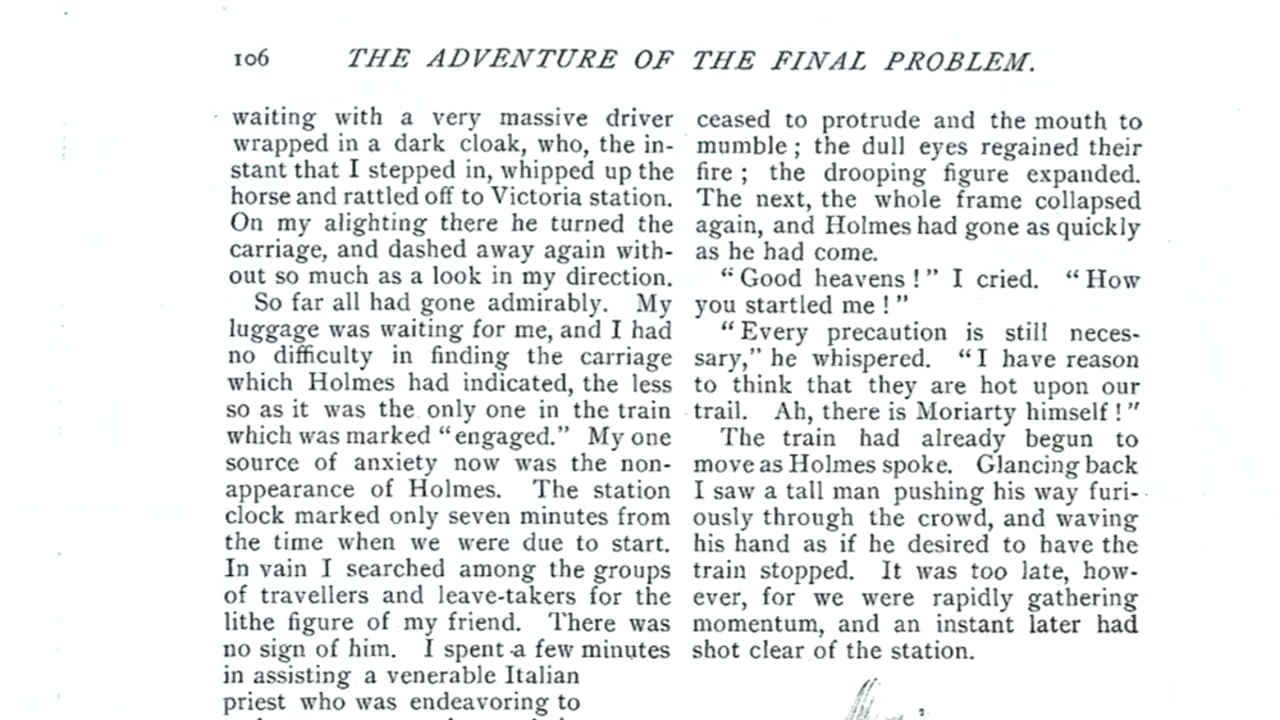 106 THE ADVENTURE OF THE FINAL PROBLEM.
waiting with a very massive driver
wrapped in a dark cloak, who, the in-
stant that I stepped in, whipped up the
horse and rattled off to Victoria station.
On my alighting there he turned the
carriage, and dashed away again with-
out so much as a look in my direction.
So far all had gone admirably. My
luggage was waiting for me, and I had
no difficulty in finding the carriage
which Holmes had indicated, the less
so as it was the only one in the train
which was marked “engaged.” My one
source of anxiety now was the non-
appearance of Holmes. The station
clock marked only seven minutes from
the time when we were due to start.
In vain I searched among the groups
of travellers and leave-takers for the
lithe figure of my friend. There was
no sign of him. I spent a few minutes
in assisting a venerable Italian
priest who was endeavoring to
ceased to protrude and the mouth to
mumble; the dull eyes regained their
fire; the drooping figure expanded.
The next, the whole frame collapsed
again, and Holmes had gone as quickly
as he had come.
“Good heavens!” I cried. “How
you startled me!”
“Every precaution is still neces-
sary,” he whispered. “I have reason
to think that they are hot upon our
trail. Ah, there is Moriarty himself!”
The train had already begun to
move as Holmes spoke. Glancing back
I saw a tall man pushing his way furi-
ously through the crowd, and waving
his hand as if he desired to have the
train stopped. It was too late, how-
ever, for we were rapidly gathering
momentum, and an instant later had
shot clear of the station.